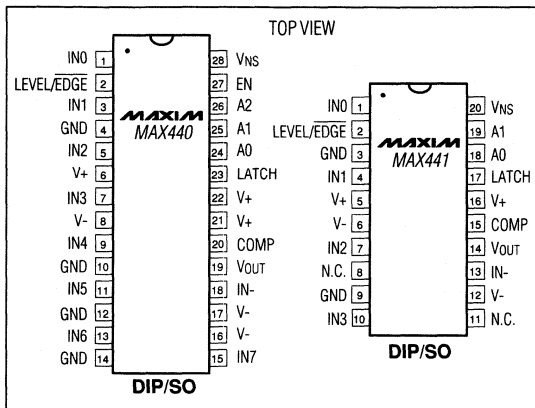 TOP VIEW
IN0 1
LEVEL/EDGE 2
IN1 3
GND 4
IN2 5
V+ 6
IN3 7
V- 8
IN4 9
GND 10
IN5 11
GND 12
IN6 13
GND 14
MAXIM
MAX440
28 VNS
27 EN
26 A2
25 A1
24 A0
23 LATCH
22 V+
21 V+
20 COMP
19 VOUT
18 IN-
17 V-
16 V-
15 IN7
DIP/SO
IN0 1
LEVEL/EDGE 2
GND 3
IN1 4
V+ 5
V- 6
IN2 7
N.C. 8
GND 9
IN3 10
MAXIM
MAX441
20 VNS
19 A1
18 A0
17 LATCH
16 V+
15 COMP
14 VOUT
13 IN-
12 V-
11 N.C.
DIP/SO